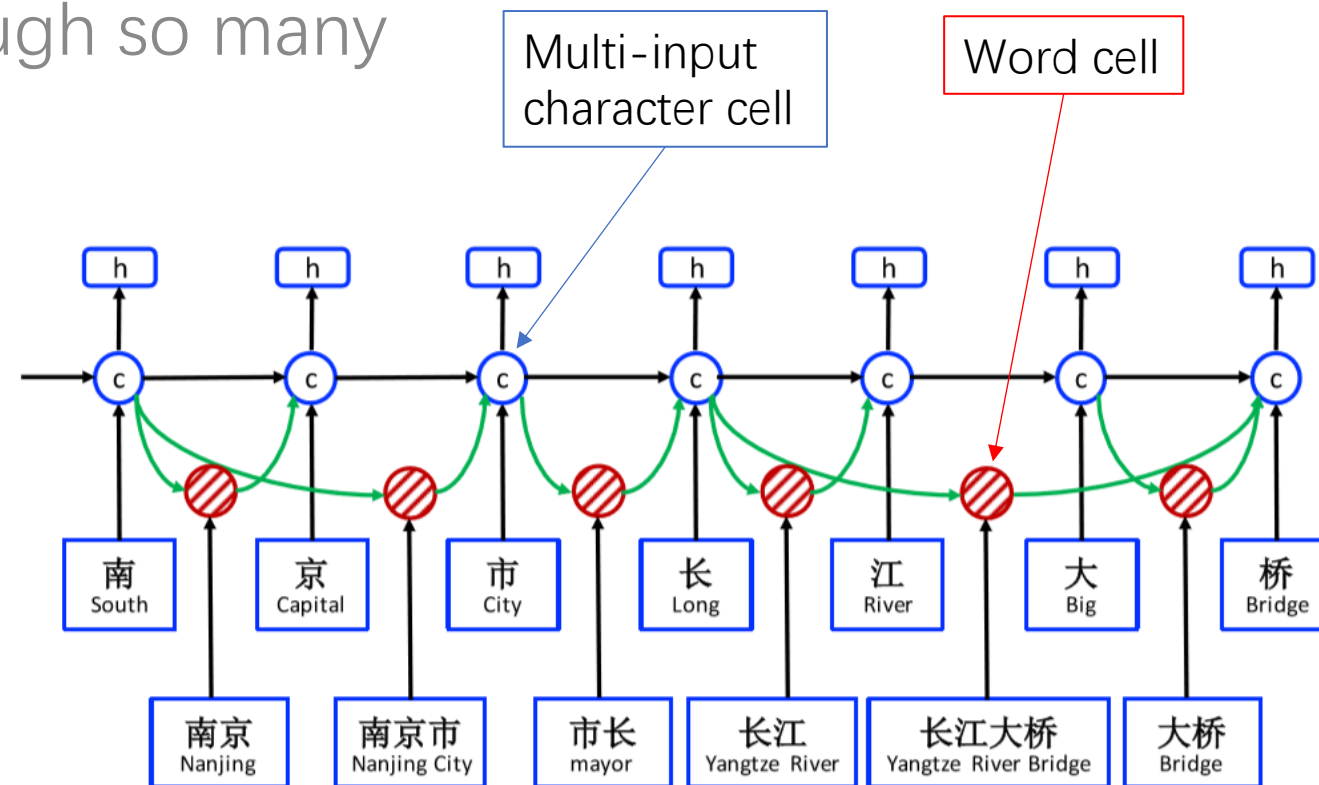 ugh so many
Multi-input
character cell
Word cell
h h h h h h h
c c c c c c c
南 京 市 长 江 大 桥
South Capital City Long River Big Bridge
南京 南京市 市长 长江 长江大桥 大桥
Nanjing Nanjing City mayor Yangtze River Yangtze River Bridge Bridge